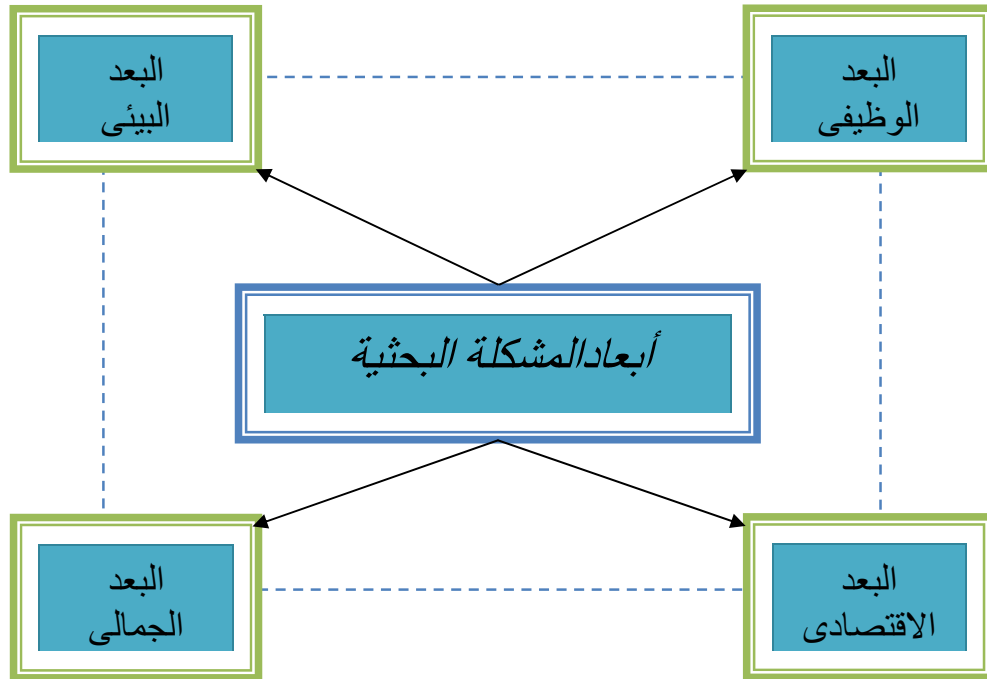 البعد
الوظيفى
البعد
البيئى
أبعادالمشكلة البحثية
البعد
الاقتصادى
البعد
الجمالى